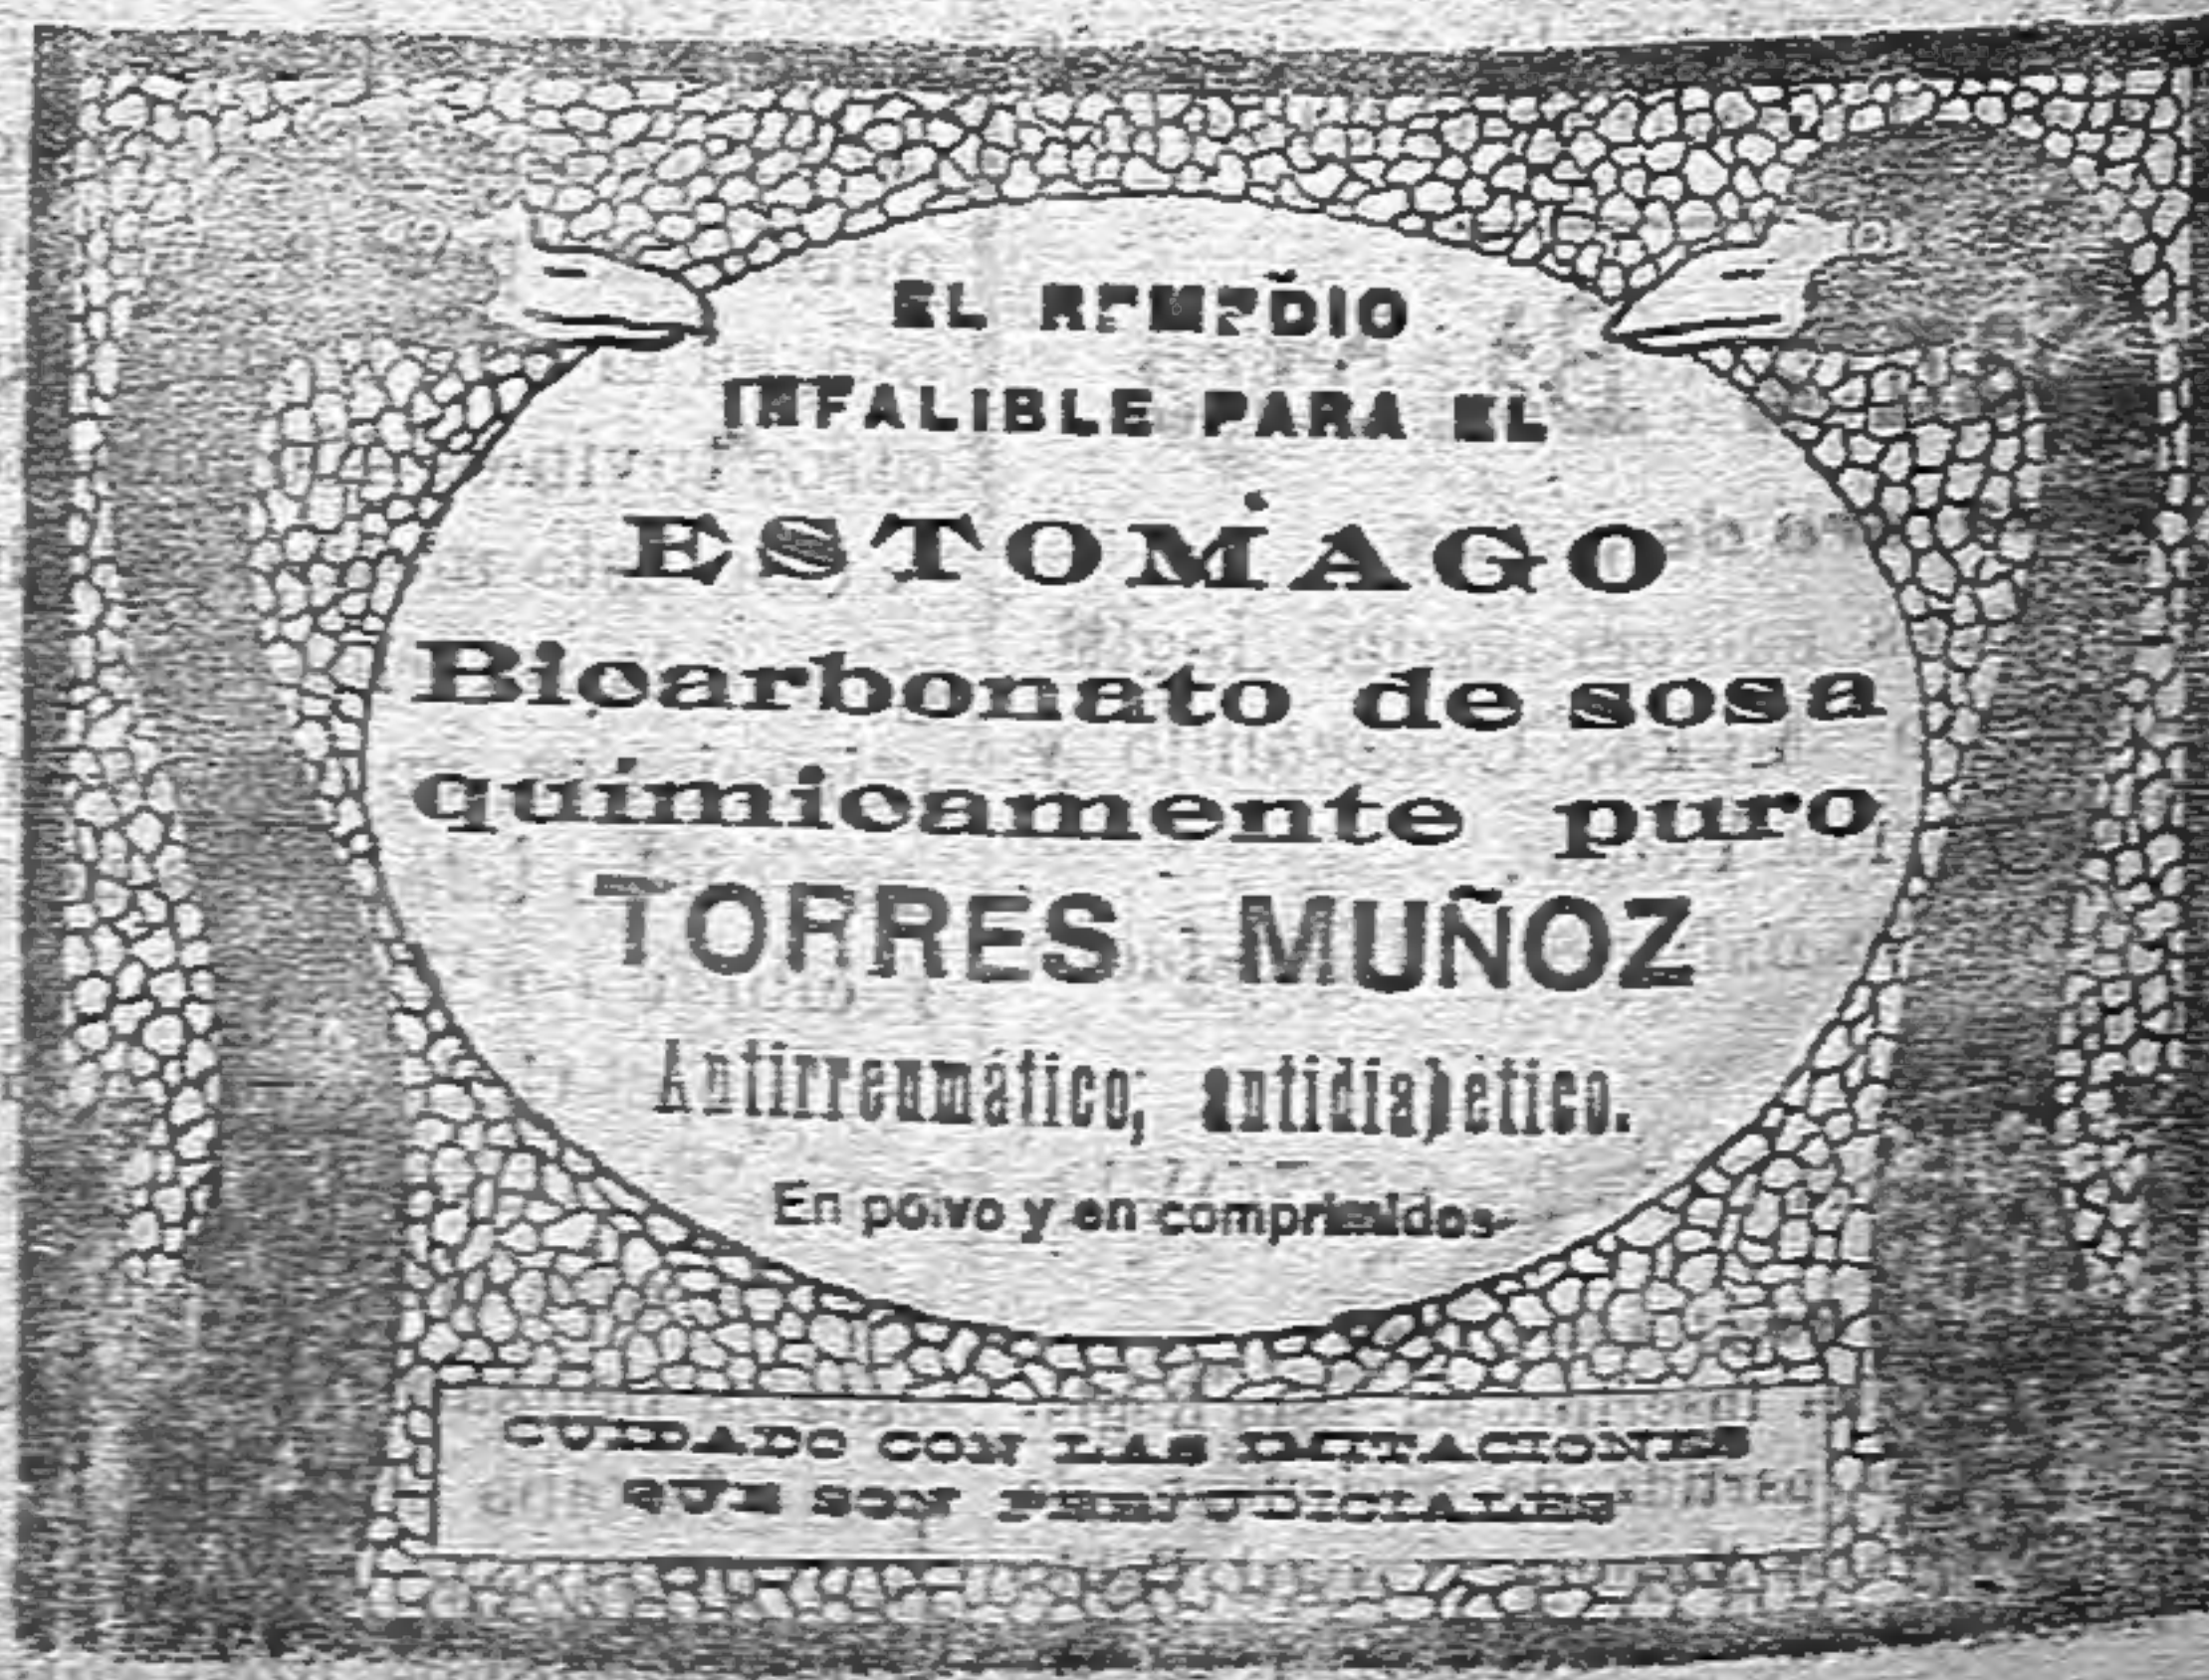 EL REMEDIO
INFALIBLE PARA EL
ESTOMAGO
Bicarbonato de sosa
químicamente puro
TORRES MUÑOZ
Antirreumático, antidiabético.
En polvo y en comprimidos
CUIDADO CON LAS IMITACIONES
QUE SON PERJUDICIALES